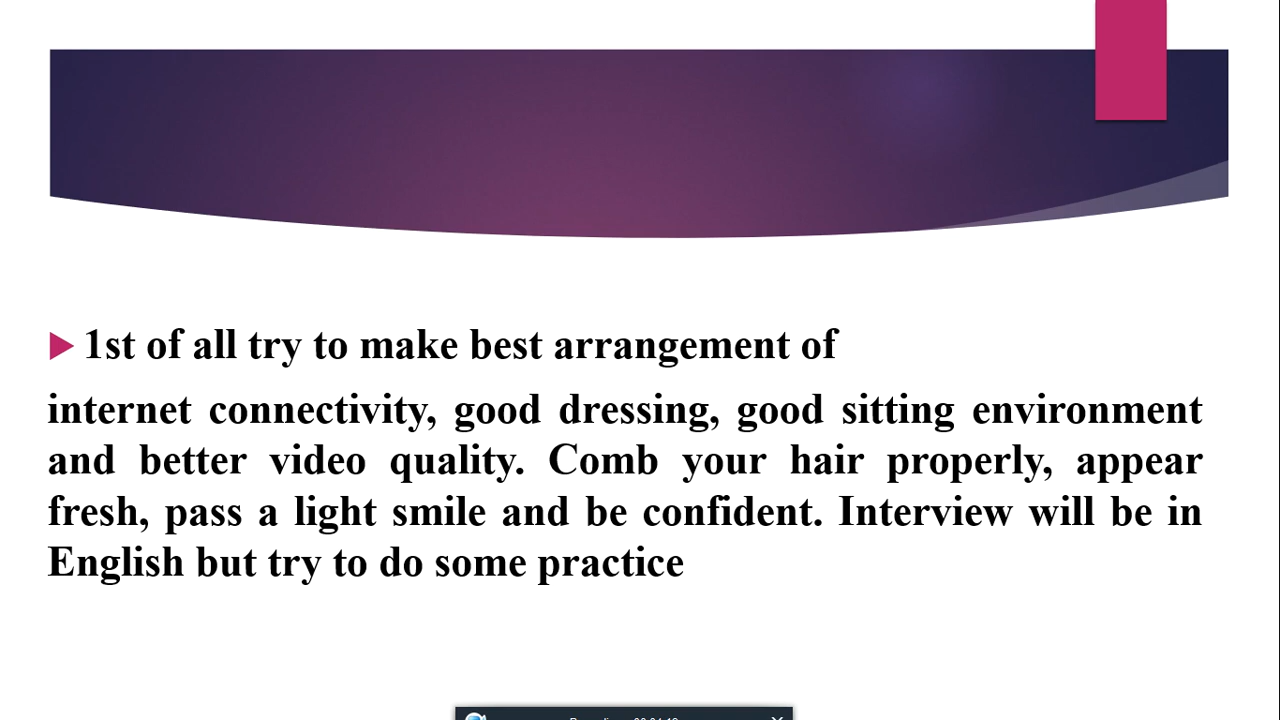 1st of all try to make best arrangement of
internet connectivity, good dressing, good sitting environment
and better video quality. Comb your hair properly, appear
fresh, pass a light smile and be confident. Interview will be in
English but try to do some practice